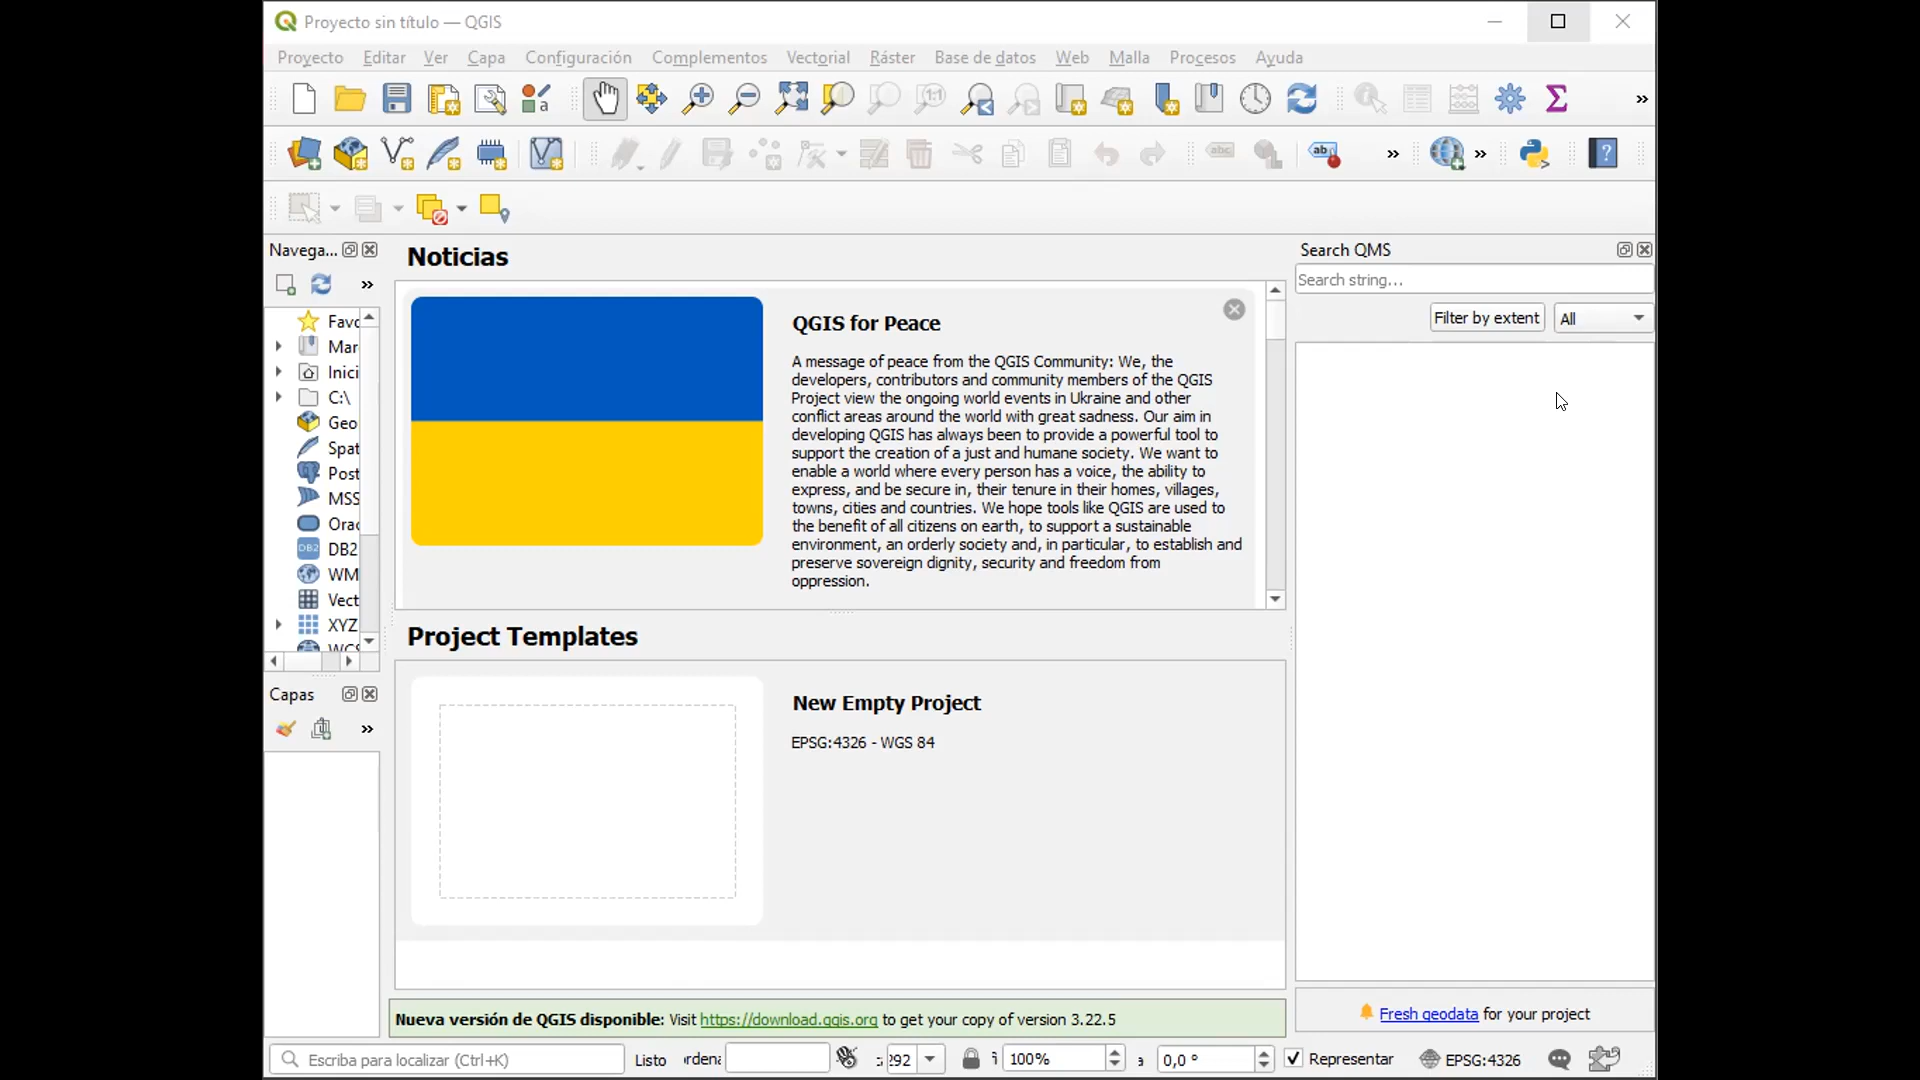 Proyecto sin título — QGIS
Proyecto Editar Ver Capa Configuración Complementos Vectorial Ráster Base de datos Web Malla Procesos Ayuda
a
1:1
»
abc
ab
»
»
?
Navega...
»
Favo
Mar
Inici
C:\
Geo
Spat
Post
MSS
Orac
DB2 DB2
WM
Vect
XYZ
WCS
Capas
»
Noticias
QGIS for Peace
A message of peace from the QGIS Community: We, the
developers, contributors and community members of the QGIS
Project view the ongoing world events in Ukraine and other
conflict areas around the world with great sadness. Our aim in
developing QGIS has always been to provide a powerful tool to
support the creation of a just and humane society. We want to
enable a world where every person has a voice, the ability to
express, and be secure in, their tenure in their homes, villages,
towns, cities and countries. We hope tools like QGIS are used to
the benefit of all citizens on earth, to support a sustainable
environment, an orderly society and, in particular, to establish and
preserve sovereign dignity, security and freedom from
oppression.
Project Templates
New Empty Project
EPSG:4326 - WGS 84
Nueva versión de QGIS disponible: Visit https://download.qgis.org to get your copy of version 3.22.5
Search QMS
Search string...
Filter by extent All
Fresh geodata for your project
Escriba para localizar (Ctrl+K) Listo ordena 292 100% 0,0 ° Representar EPSG:4326